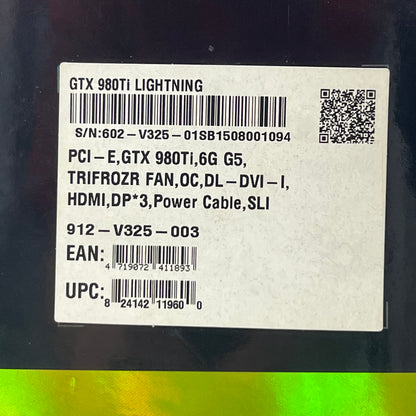 GTX 980Ti LIGHTNING
S/N:602-V325-01SB1508001094
PCI-E,GTX 980Ti,6G G5,
TRIFROZR FAN,OC,DL-DVI-I,
HDMI,DP*3,Power Cable,SLI
912-V325-003
EAN: 4 719072 411893
UPC: 8 24142 11960 0